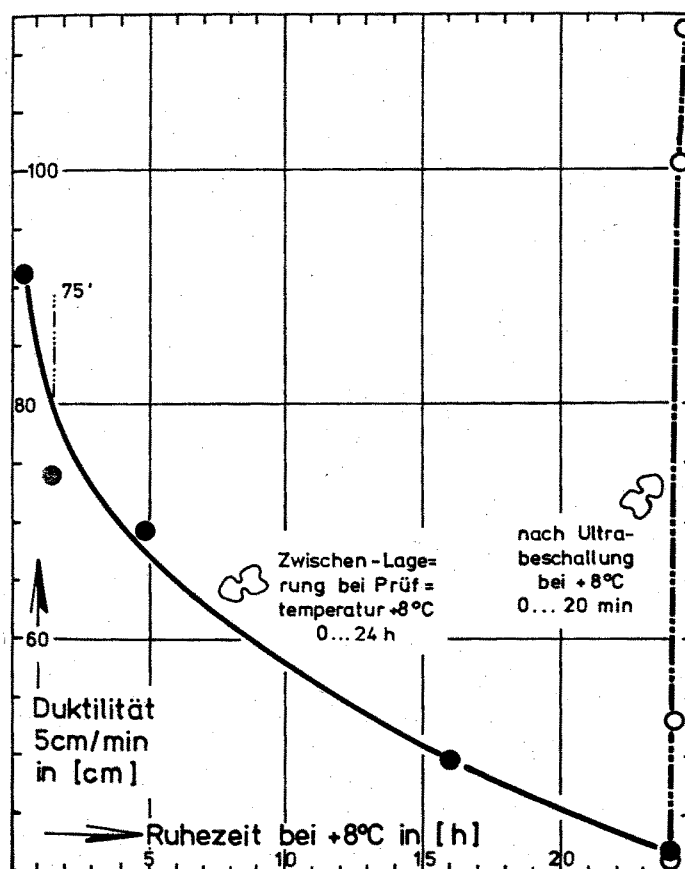 100
75'
80
Zwischen-Lage=
rung bei Prüf=
temperatur +8°C
0...24 h
nach Ultra-
beschallung
bei +8°C
0...20 min
60
Duktilität
5cm/min
in [cm]
Ruhezeit bei +8°C in [h]
5 10 15 20